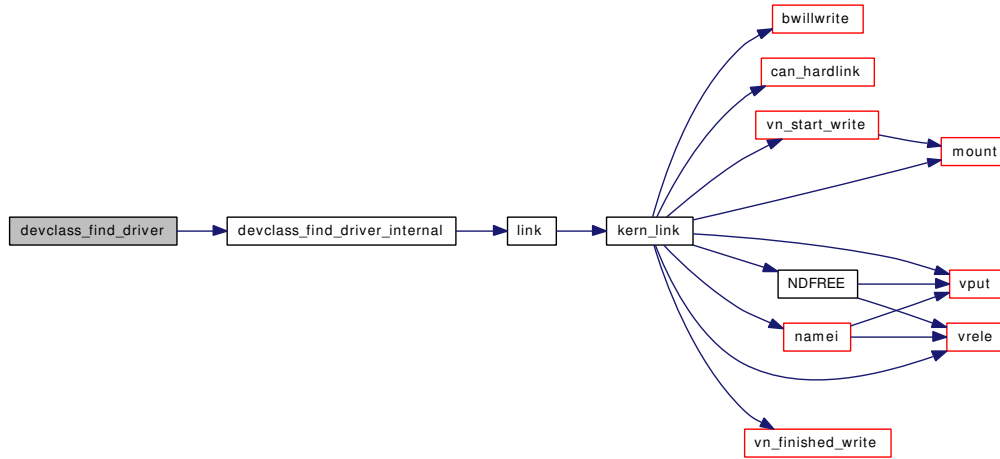 bwillwrite
can_hardlink
vn_start_write
mount
devclass_find_driver
devclass_find_driver_internal
link
kern_link
NDFREE
vput
namei
vrele
vn_finished_write